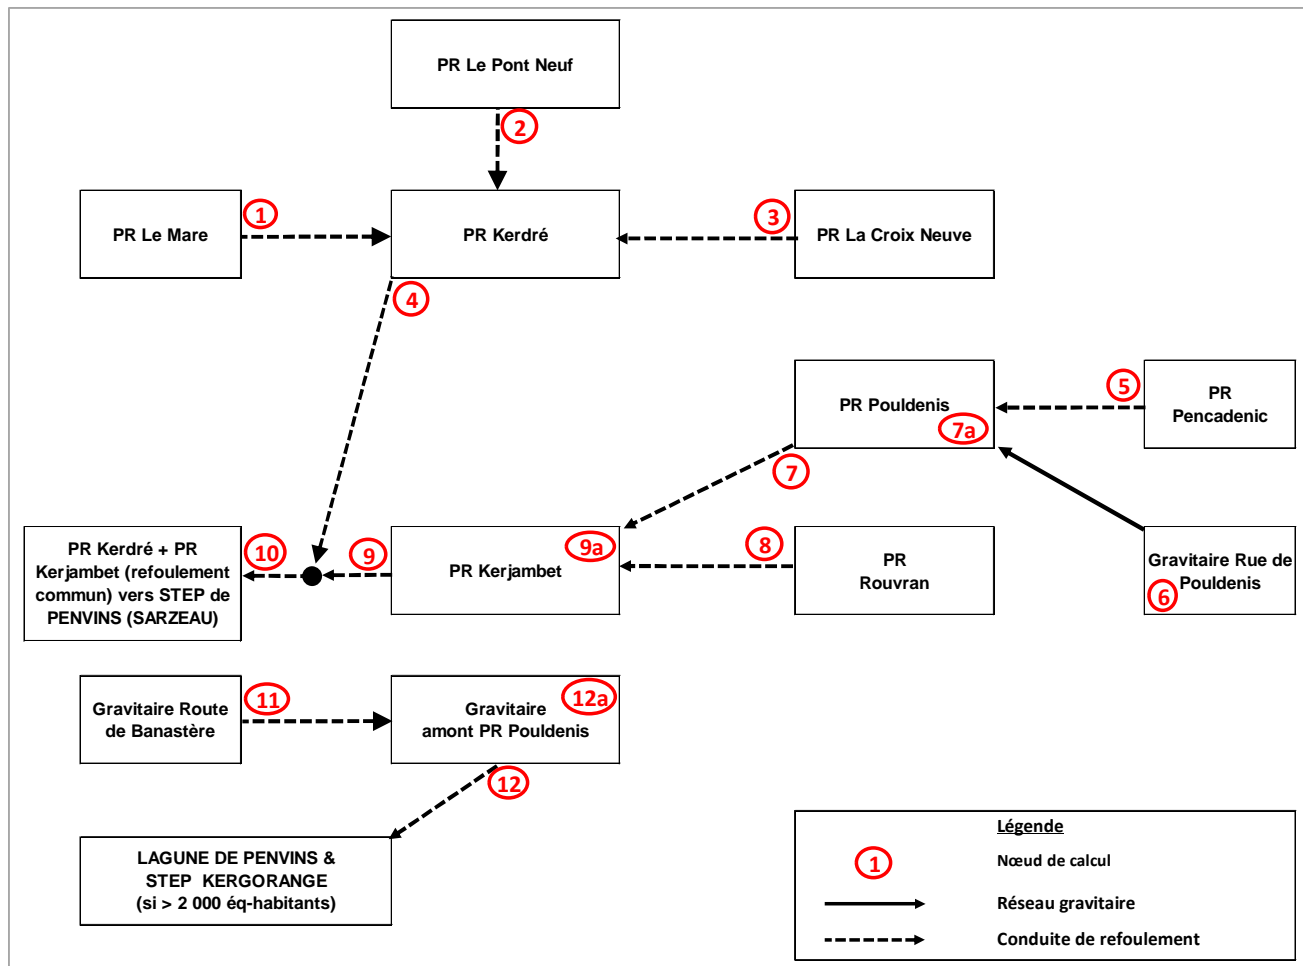 PR Le Pont Neuf
2
1
3
PR Le Mare
PR Kerdré
PR La Croix Neuve
4
5
PR Pouldenis
7a
PR
Pencadenic
7
10
9
9a
8
PR Kerdré + PR
Kerjambet (refoulement
commun) vers STEP de
PENVINS (SARZEAU)
PR Kerjambet
PR
Rouvran
Gravitaire Rue de
Pouldenis
6
11
12a
Gravitaire Route
de Banastère
Gravitaire
amont PR Pouldenis
12
LAGUNE DE PENVINS &
STEP KERGORANGE
(si > 2 000 éq-habitants)
Légende
1
Nœud de calcul
Réseau gravitaire
Conduite de refoulement